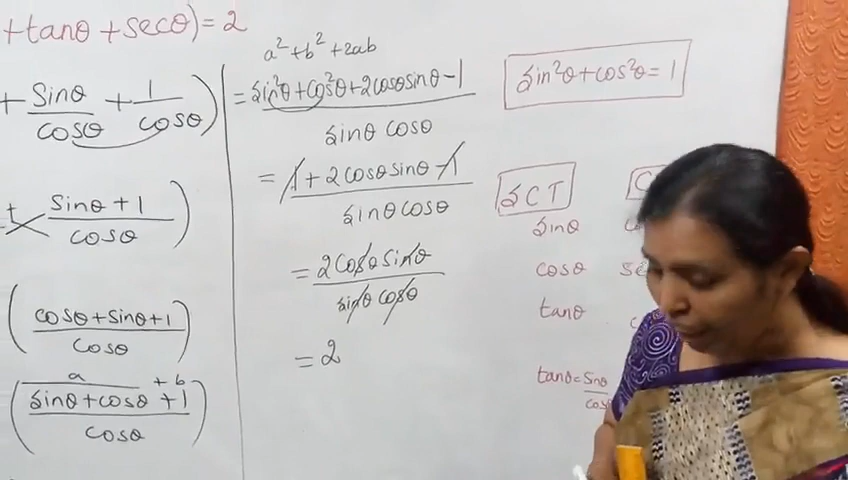 +tanθ +secθ) = 2
+ Sinθ/cosθ + 1/cosθ)
+ Sinθ + 1/cosθ)
(cosθ + sinθ + 1/cosθ)
a + b
(sinθ + cosθ + 1/cosθ)
a² + b² + 2ab
= sin²θ + cos²θ + 2cosθsinθ - 1/sinθ cosθ
= 1 + 2cosθsinθ - 1/sinθcosθ
= 2cosθsinθ/sinθ cosθ
= 2
sin²θ + cos²θ = 1
SCT
sinθ
cosθ
tanθ
tanθ = Sinθ/cosθ